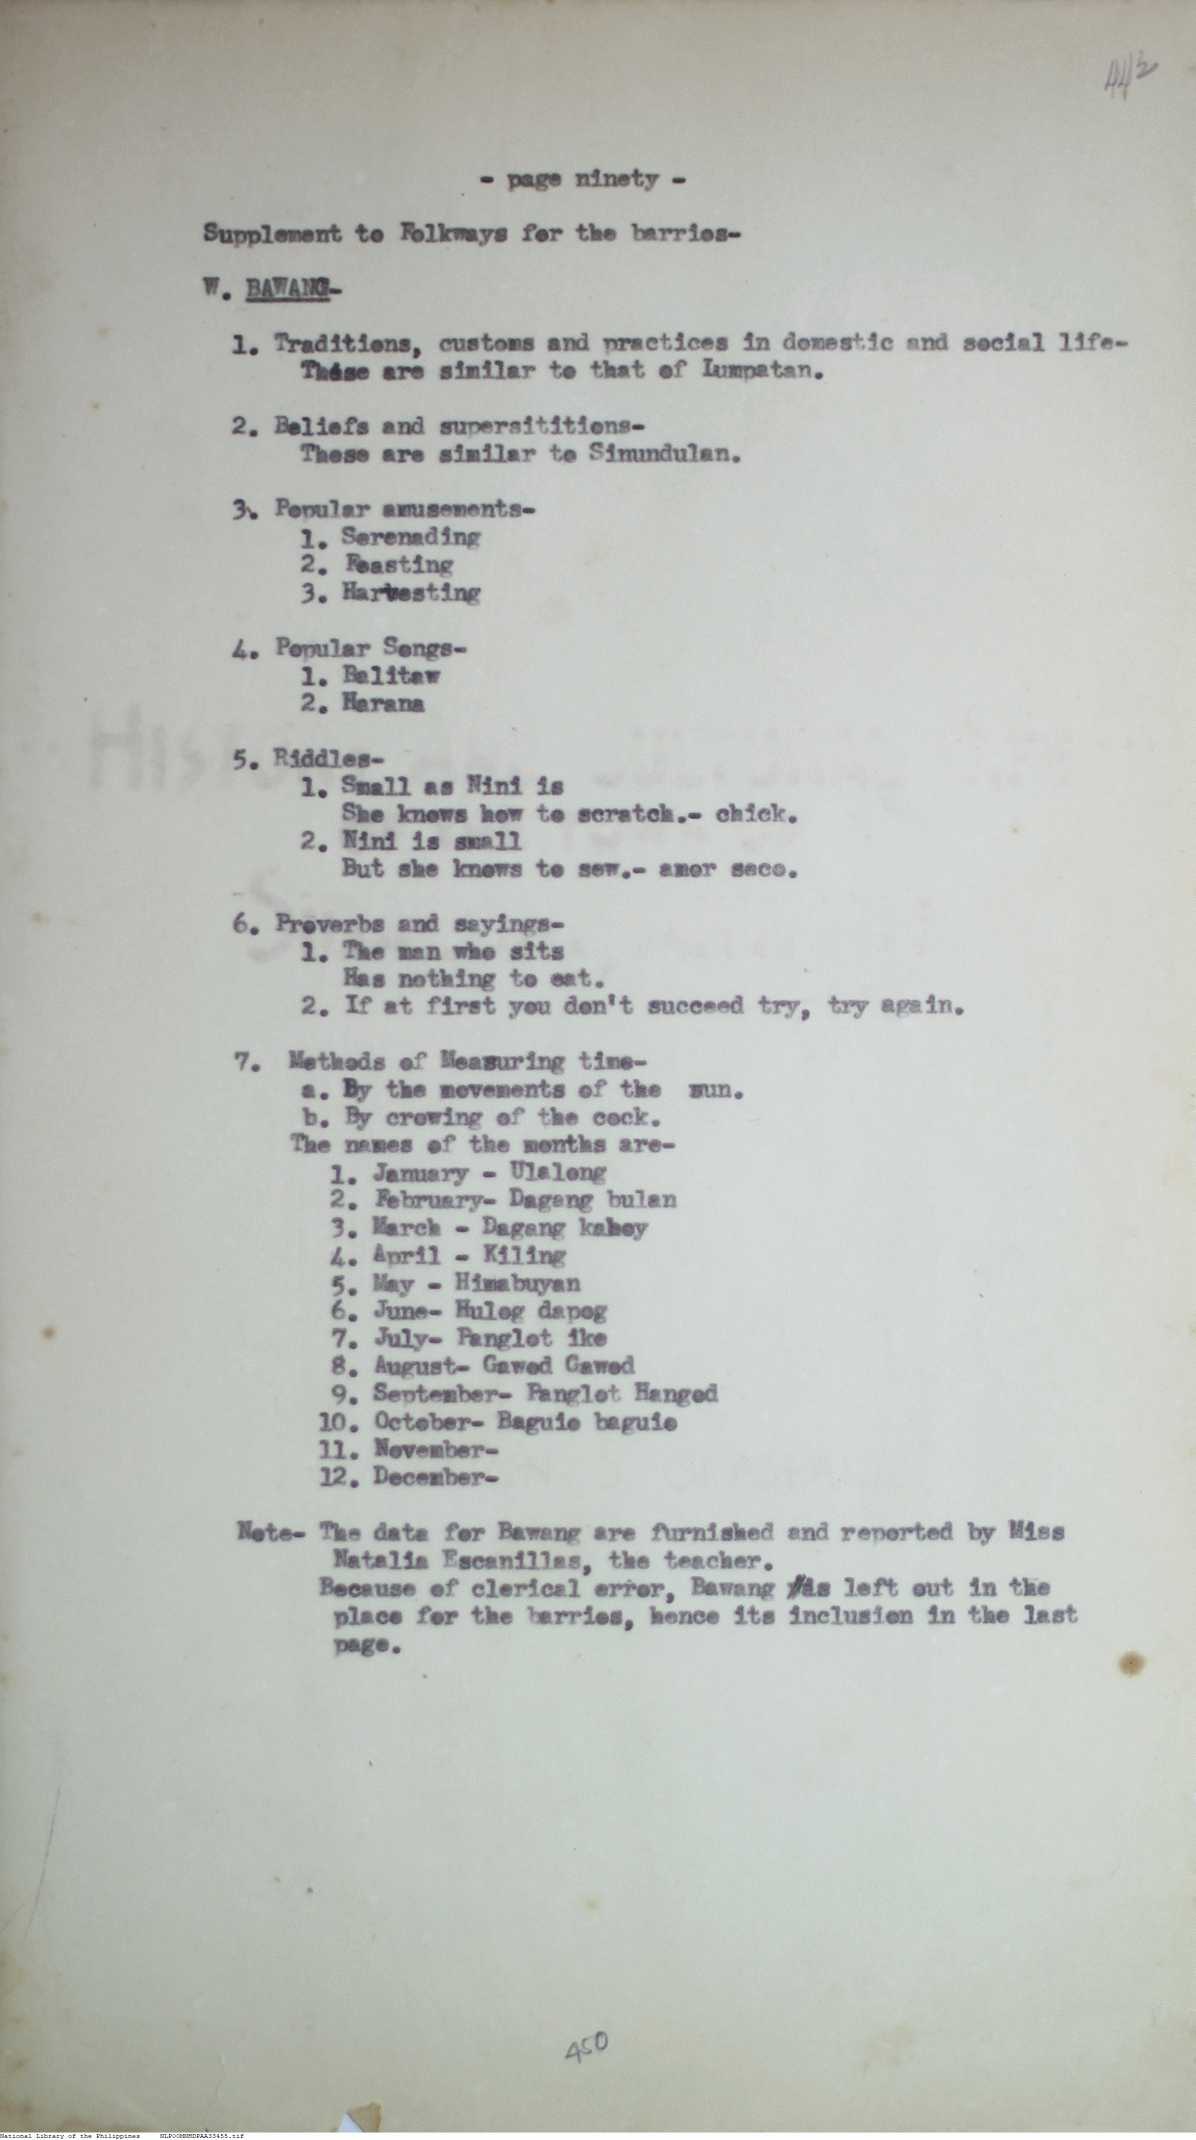 442
- page ninety -
Supplement to Folkways for the barrios-
W. BAWANG-
1. Traditions, customs and practices in domestic and social life-
These are similar to that of Lumpatan.
2. Beliefs and supersititions-
These are similar to Simundulan.
3. Popular amusements-
1. Serenading
2. Feasting
3. Harvesting
4. Popular Songs-
1. Balitaw
2. Harana
5. Riddles-
1. Small as Nini is
She knows how to scratch.- chick.
2. Nini is small
But she knows to sew.- amor seco.
6. Proverbs and sayings-
1. The man who sits
Has nothing to eat.
2. If at first you don't succeed try, try again.
7. Methods of Measuring time-
a. By the movements of the sun.
b. By crowing of the cock.
The names of the months are-
1. January - Ulalong
2. February- Dagang bulan
3. March - Dagang kahoy
4. April - Kiling
5. May - Himabuyan
6. June- Hulog dapog
7. July- Panglot iko
8. August- Gawod Gawod
9. September- Panglot Hangod
10. October- Baguio baguio
11. November-
12. December-
Note- The data for Bawang are furnished and reported by Miss
Natalia Escanillas, the teacher.
Because of clerical error, Bawang is left out in the
place for the barrios, hence its inclusion in the last
page.
450
National Library of the Philippines